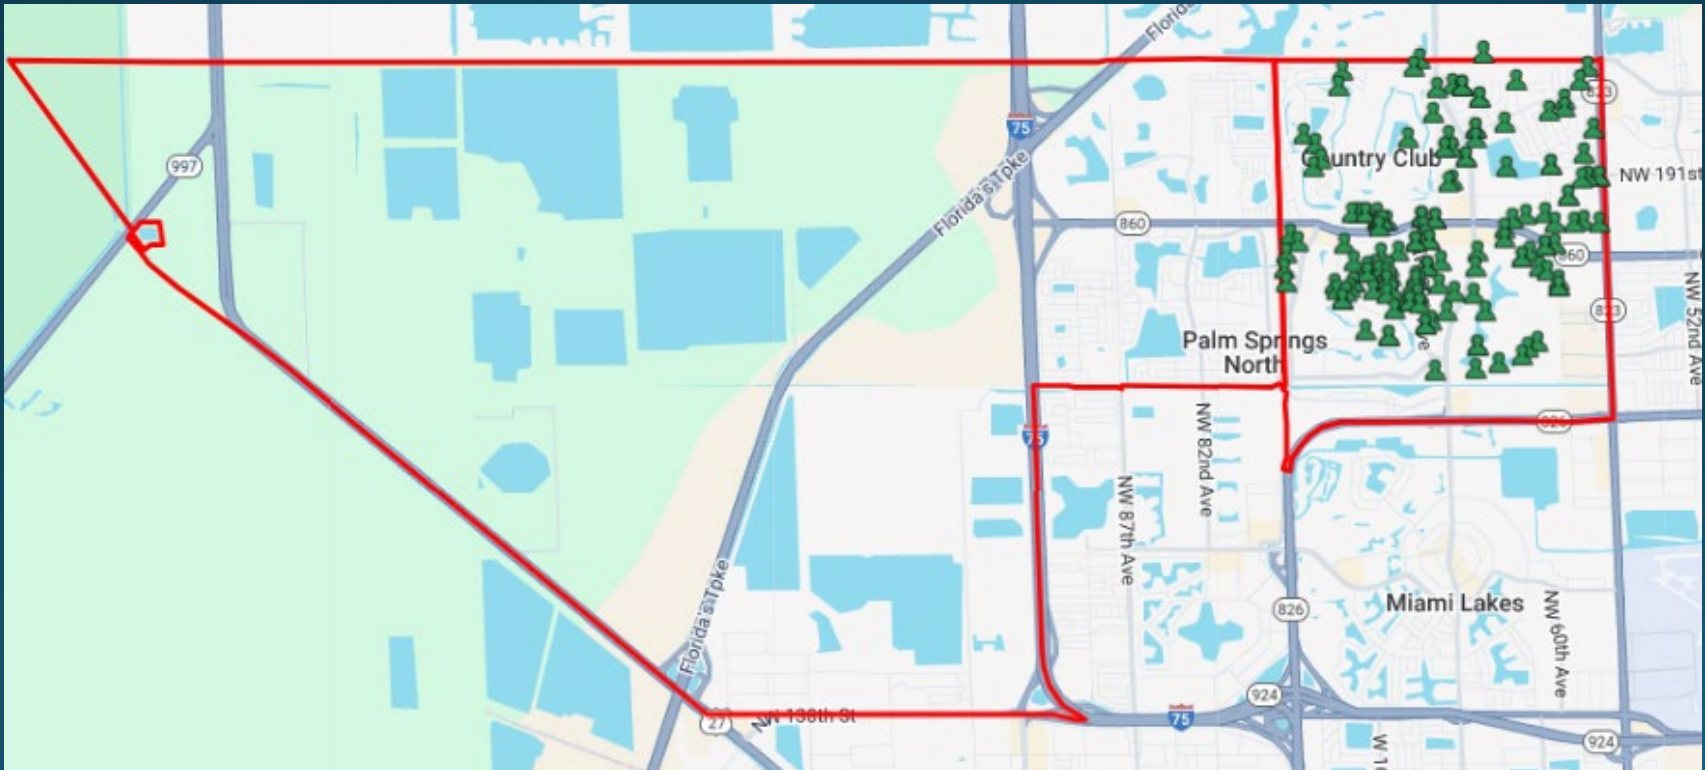 Florida
75
823
997
Country Club
NW 191st
Florida's Tpke
860
860
823
NW 52nd Ave
Palm Springs
North
ve
75
NW 82nd Ave
826
NW 87th Ave
Florida's Tpke
Miami Lakes
826
NW 60th Ave
924
27
NW 138th St
75
924
W 16